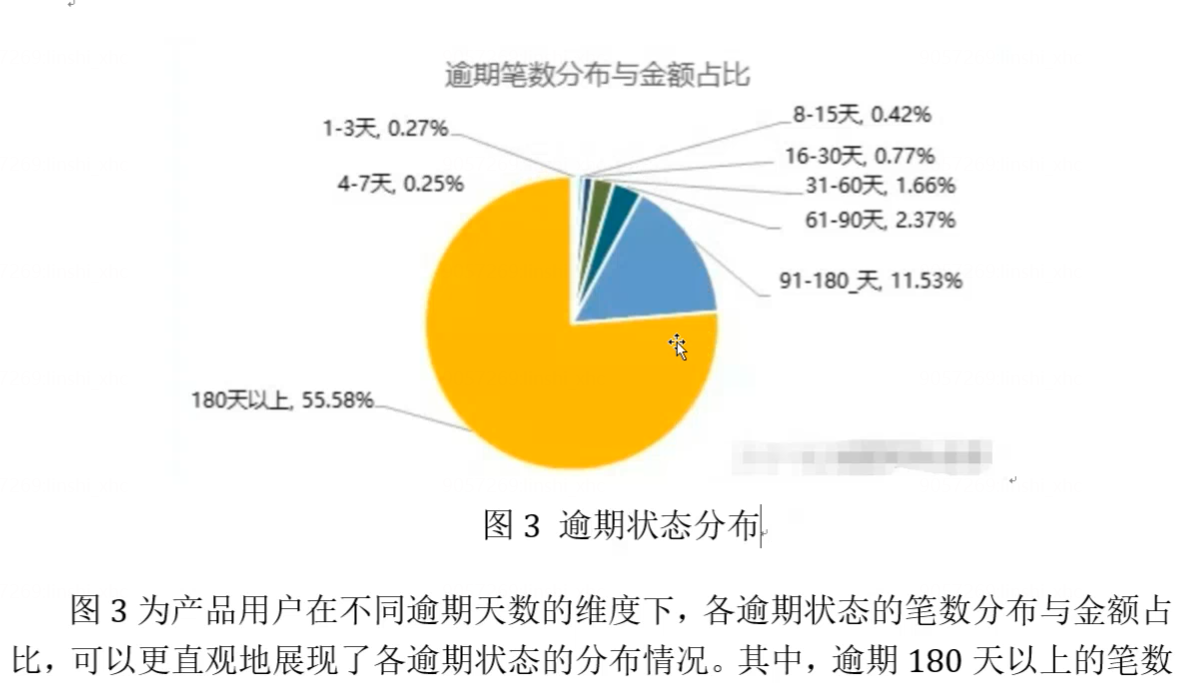 逾期笔数分布与金额占比
1-3天, 0.27%
8-15天, 0.42%
16-30天, 0.77%
4-7天, 0.25%
31-60天, 1.66%
61-90天, 2.37%
91-180_天, 11.53%
180天以上, 55.58%
图 3 逾期状态分布
图 3 为产品用户在不同逾期天数的维度下，各逾期状态的笔数分布与金额占
比，可以更直观地展现了各逾期状态的分布情况。其中，逾期 180 天以上的笔数